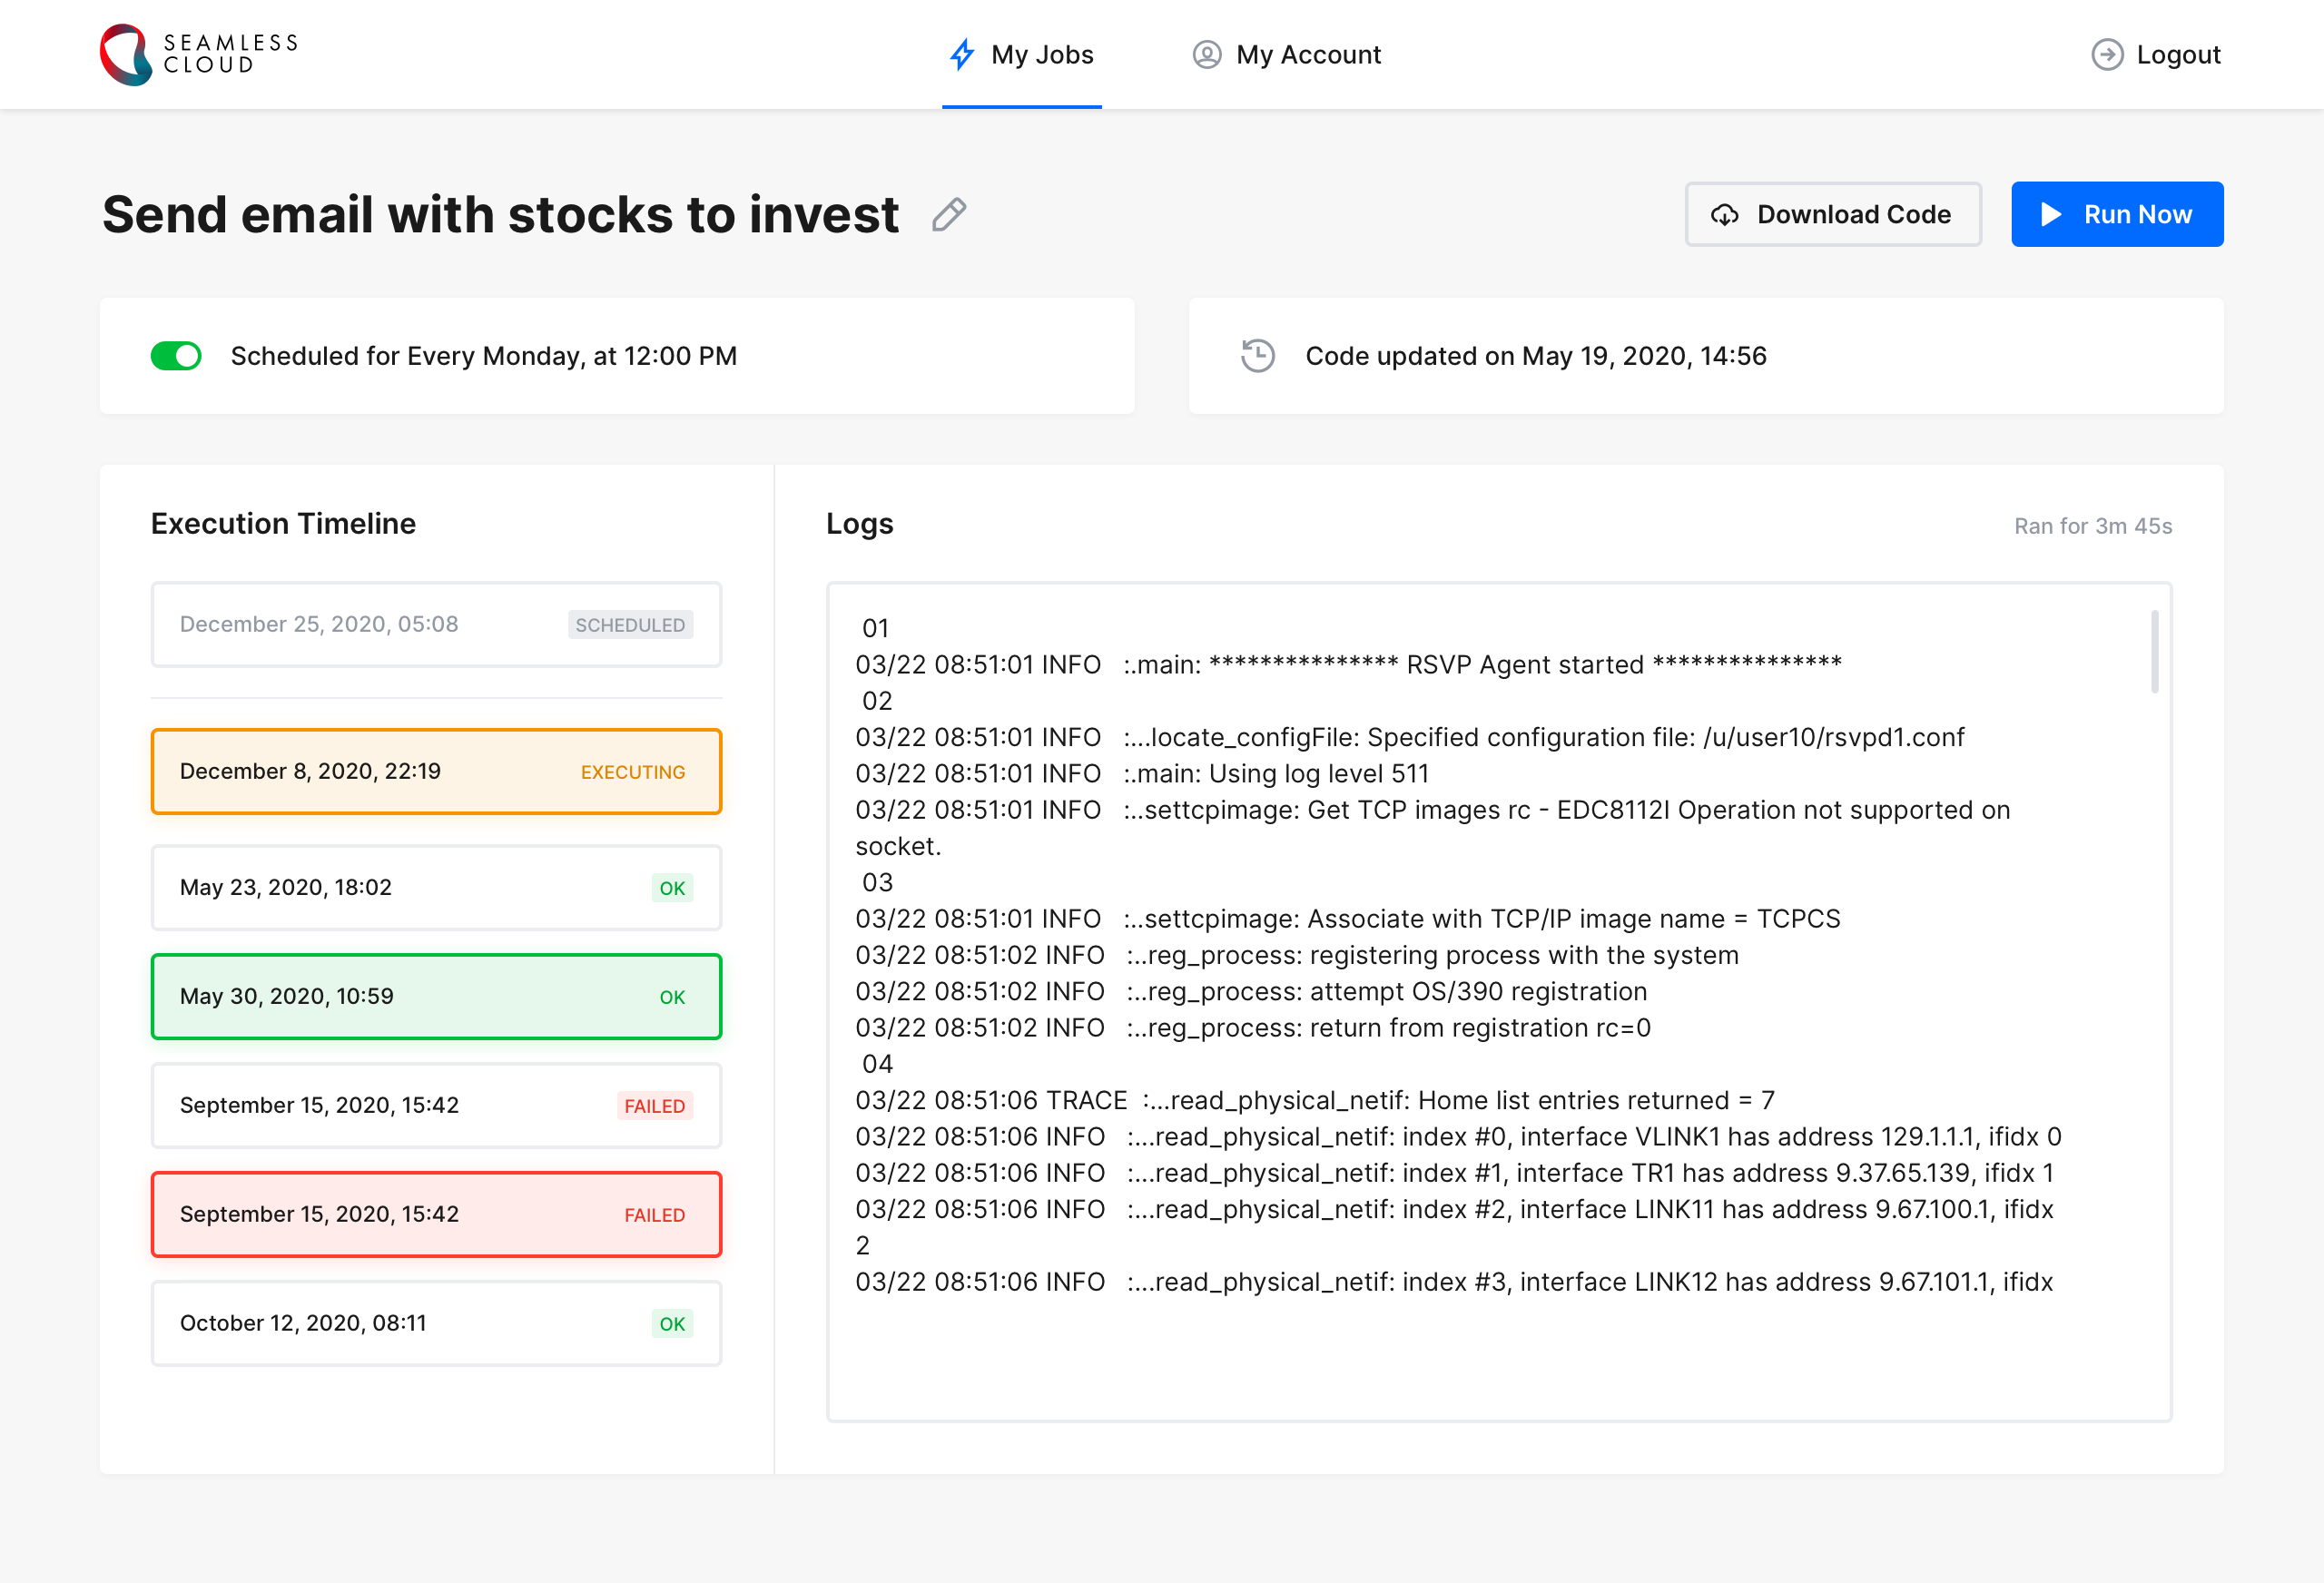 SEAMLESS
CLOUD
My Jobs
My Account
Logout
Send email with stocks to invest
Download Code
Run Now
Scheduled for Every Monday, at 12:00 PM
Code updated on May 19, 2020, 14:56
Execution Timeline
December 25, 2020, 05:08 SCHEDULED
December 8, 2020, 22:19 EXECUTING
May 23, 2020, 18:02 OK
May 30, 2020, 10:59 OK
September 15, 2020, 15:42 FAILED
September 15, 2020, 15:42 FAILED
October 12, 2020, 08:11 OK
Logs
Ran for 3m 45s
01
03/22 08:51:01 INFO :.main: *************** RSVP Agent started ***************
02
03/22 08:51:01 INFO :...locate_configFile: Specified configuration file: /u/user10/rsvpd1.conf
03/22 08:51:01 INFO :.main: Using log level 511
03/22 08:51:01 INFO :..settcpimage: Get TCP images rc - EDC8112I Operation not supported on
socket.
03
03/22 08:51:01 INFO :..settcpimage: Associate with TCP/IP image name = TCPCS
03/22 08:51:02 INFO :..reg_process: registering process with the system
03/22 08:51:02 INFO :..reg_process: attempt OS/390 registration
03/22 08:51:02 INFO :..reg_process: return from registration rc=0
04
03/22 08:51:06 TRACE :...read_physical_netif: Home list entries returned = 7
03/22 08:51:06 INFO :...read_physical_netif: index #0, interface VLINK1 has address 129.1.1.1, ifidx 0
03/22 08:51:06 INFO :...read_physical_netif: index #1, interface TR1 has address 9.37.65.139, ifidx 1
03/22 08:51:06 INFO :...read_physical_netif: index #2, interface LINK11 has address 9.67.100.1, ifidx
2
03/22 08:51:06 INFO :...read_physical_netif: index #3, interface LINK12 has address 9.67.101.1, ifidx